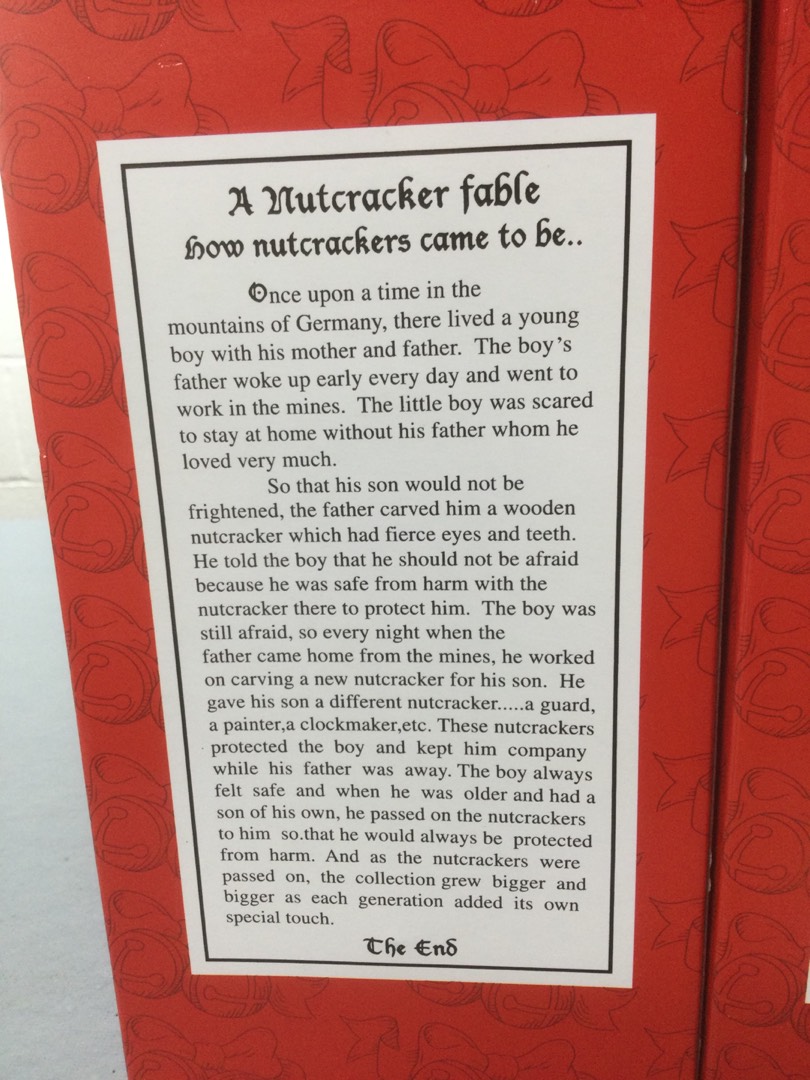 A Nutcracker fable
how nutcrackers came to be..
Once upon a time in the
mountains of Germany, there lived a young
boy with his mother and father. The boy's
father woke up early every day and went to
work in the mines. The little boy was scared
to stay at home without his father whom he
loved very much.
So that his son would not be
frightened, the father carved him a wooden
nutcracker which had fierce eyes and teeth.
He told the boy that he should not be afraid
because he was safe from harm with the
nutcracker there to protect him. The boy was
still afraid, so every night when the
father came home from the mines, he worked
on carving a new nutcracker for his son. He
gave his son a different nutcracker.....a guard,
a painter,a clockmaker,etc. These nutcrackers
protected the boy and kept him company
while his father was away. The boy always
felt safe and when he was older and had a
son of his own, he passed on the nutcrackers
to him so.that he would always be protected
from harm. And as the nutcrackers were
passed on, the collection grew bigger and
bigger as each generation added its own
special touch.
The End